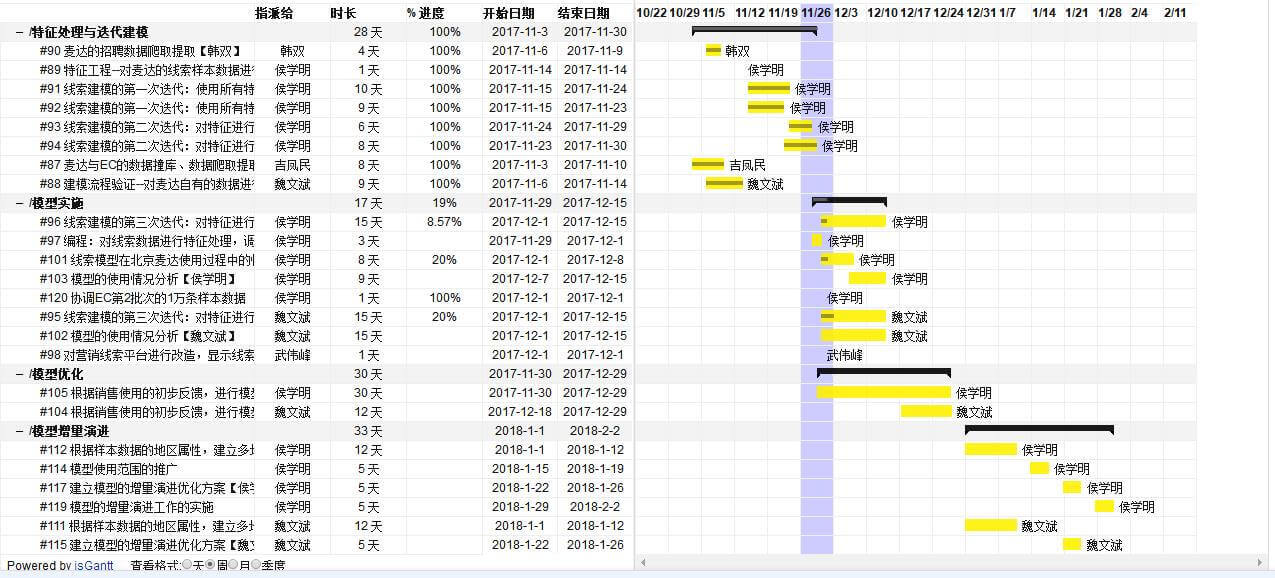 指派给 时长 % 进度 开始日期 结束日期 10/22 10/29 11/5 11/12 11/19 11/26 12/3 12/10 12/17 12/24 12/31 1/7 1/14 1/21 1/28 2/4 2/11
– /特征处理与迭代建模 28 天 100% 2017-11-3 2017-11-30
#90 麦达的招聘数据爬取提取【韩双】 韩双 4 天 100% 2017-11-6 2017-11-9 韩双
#89 特征工程–对麦达的线索样本数据进行 侯学明 1 天 100% 2017-11-14 2017-11-14 侯学明
#91 线索建模的第一次迭代：使用所有特 侯学明 10 天 100% 2017-11-15 2017-11-24 侯学明
#92 线索建模的第一次迭代：使用所有特 侯学明 9 天 100% 2017-11-15 2017-11-23 侯学明
#93 线索建模的第二次迭代：对特征进行 侯学明 6 天 100% 2017-11-24 2017-11-29 侯学明
#94 线索建模的第二次迭代：对特征进行 侯学明 8 天 100% 2017-11-23 2017-11-30 侯学明
#87 麦达与EC的数据撞库、数据爬取提取 吉凤民 8 天 100% 2017-11-3 2017-11-10 吉凤民
#88 建模流程验证–对麦达自有的数据进行 魏文斌 9 天 100% 2017-11-6 2017-11-14 魏文斌
– /模型实施 17 天 19% 2017-11-29 2017-12-15
#96 线索建模的第三次迭代：对特征进行 侯学明 15 天 8.57% 2017-12-1 2017-12-15 侯学明
#97 编程：对线索数据进行特征处理，调 侯学明 3 天 2017-11-29 2017-12-1 侯学明
#101 线索模型在北京麦达使用过程中的 侯学明 8 天 20% 2017-12-1 2017-12-8 侯学明
#103 模型的使用情况分析【侯学明】 侯学明 9 天 2017-12-7 2017-12-15 侯学明
#120 协调EC第2批次的1万条样本数据 侯学明 1 天 100% 2017-12-1 2017-12-1 侯学明
#95 线索建模的第三次迭代：对特征进行 魏文斌 15 天 20% 2017-12-1 2017-12-15 魏文斌
#102 模型的使用情况分析【魏文斌】 魏文斌 15 天 2017-12-1 2017-12-15 魏文斌
#98 对营销线索平台进行改造，显示线索 武伟峰 1 天 2017-12-1 2017-12-1 武伟峰
– /模型优化 30 天 2017-11-30 2017-12-29
#105 根据销售使用的初步反馈，进行模型 侯学明 30 天 2017-11-30 2017-12-29 侯学明
#104 根据销售使用的初步反馈，进行模型 魏文斌 12 天 2017-12-18 2017-12-29 魏文斌
– /模型增量演进 33 天 2018-1-1 2018-2-2
#112 根据样本数据的地区属性，建立多 侯学明 12 天 2018-1-1 2018-1-12 侯学明
#114 模型使用范围的推广 侯学明 5 天 2018-1-15 2018-1-19 侯学明
#117 建立模型的增量演进优化方案【侯学 侯学明 5 天 2018-1-22 2018-1-26 侯学明
#119 模型的增量演进工作的实施 侯学明 5 天 2018-1-29 2018-2-2 侯学明
#111 根据样本数据的地区属性，建立多 魏文斌 12 天 2018-1-1 2018-1-12 魏文斌
#115 建立模型的增量演进优化方案【魏文 魏文斌 5 天 2018-1-22 2018-1-26 魏文斌
Powered by jsGantt 查看格式: 天 周 月 季度